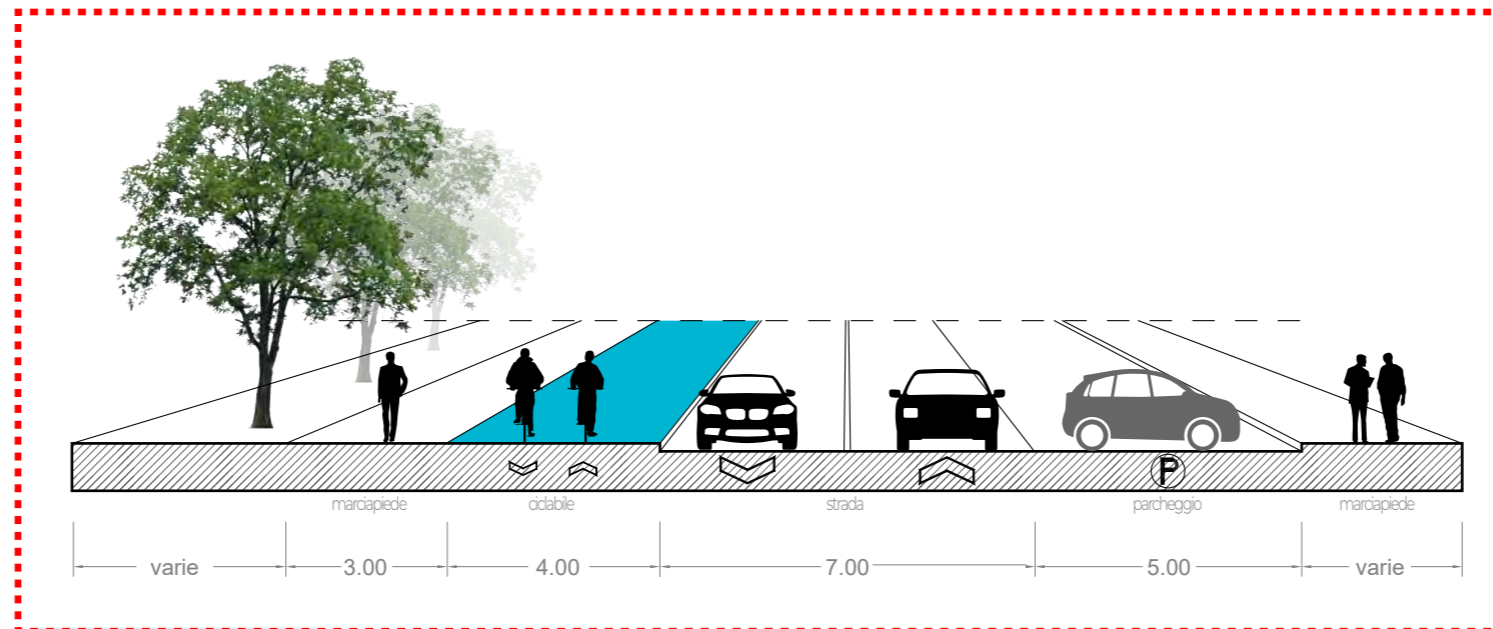 P
marciapiede ciclabile strada parcheggio marciapiede
varie 3.00 4.00 7.00 5.00 varie